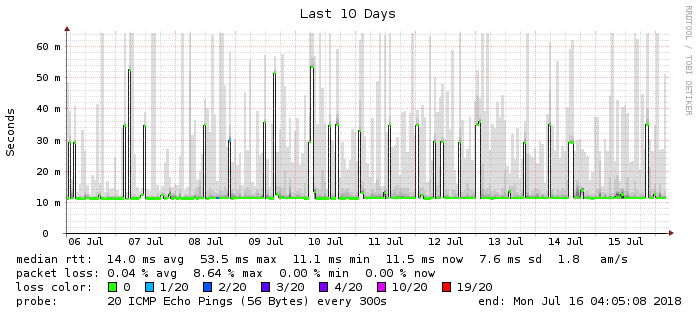 Last 10 Days
RRDTOOL / TOBI OETIKER
Seconds
60 m
50 m
40 m
30 m
20 m
10 m
0
06 Jul 07 Jul 08 Jul 09 Jul 10 Jul 11 Jul 12 Jul 13 Jul 14 Jul 15 Jul
median rtt: 14.0 ms avg 53.5 ms max 11.1 ms min 11.5 ms now 7.6 ms sd 1.8 am/s
packet loss: 0.04 % avg 8.64 % max 0.00 % min 0.00 % now
loss color: 0 1/20 2/20 3/20 4/20 10/20 19/20
probe: 20 ICMP Echo Pings (56 Bytes) every 300s end: Mon Jul 16 04:05:08 2018